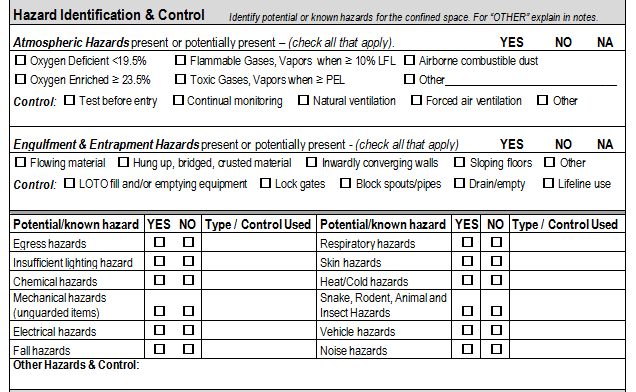 Hazard Identification & Control Identify potential or known hazards for the confined space. For “OTHER” explain in notes.
Atmospheric Hazards present or potentially present – (check all that apply). YES NO NA
☐ Oxygen Deficient <19.5% ☐ Flammable Gases, Vapors when ≥ 10% LFL ☐ Airborne combustible dust
☐ Oxygen Enriched ≥ 23.5% ☐ Toxic Gases, Vapors when ≥ PEL ☐ Other____________________
Control: ☐ Test before entry ☐ Continual monitoring ☐ Natural ventilation ☐ Forced air ventilation ☐ Other
Engulfment & Entrapment Hazards present or potentially present - (check all that apply) YES NO NA
☐ Flowing material ☐ Hung up, bridged, crusted material ☐ Inwardly converging walls ☐ Sloping floors ☐ Other
Control: ☐ LOTO fill and/or emptying equipment ☐ Lock gates ☐ Block spouts/pipes ☐ Drain/empty ☐ Lifeline use
Potential/known hazard YES NO Type / Control Used Potential/known hazard YES NO Type / Control Used
Egress hazards ☐ ☐ Respiratory hazards ☐ ☐
Insufficient lighting hazard ☐ ☐ Skin hazards ☐ ☐
Chemical hazards ☐ ☐ Heat/Cold hazards ☐ ☐
Mechanical hazards Snake, Rodent, Animal and
(unguarded items) ☐ ☐ Insect Hazards ☐ ☐
Electrical hazards ☐ ☐ Vehicle hazards ☐ ☐
Fall hazards ☐ ☐ Noise hazards ☐ ☐
Other Hazards & Control: